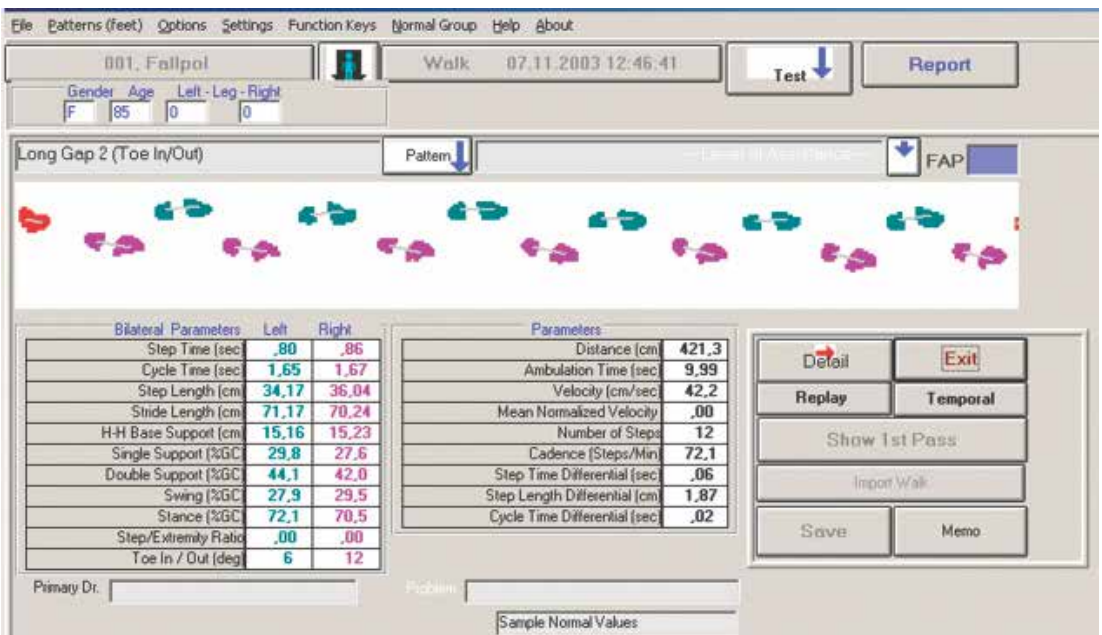 File Patterns (feet) Options Settings Function Keys Normal Group Help About
001, Fallpol Walk 07.11.2003 12:46:41 Test Report
Gender Age Left - Leg - Right
F 85 0 0
Long Gap 2 (Toe In/Out) Pattern Level of Assistance FAP
Bilateral Parameters Left Right
Step Time (sec ,80 ,86
Cycle Time (sec 1,65 1,67
Step Length (cm 34,17 36,04
Stride Length (cm 71,17 70,24
H-H Base Support (cm 15,16 15,23
Single Support (%GC 29,8 27,6
Double Support (%GC 44,1 42,0
Swing (%GC 27,9 29,5
Stance (%GC 72,1 70,5
Step/Extremity Ratio ,00 ,00
Toe In / Out (deg 6 12
Parameters
Distance (cm 421,3
Ambulation Time (sec 9,99
Velocity (cm/sec 42,2
Mean Normalized Velocity ,00
Number of Steps 12
Cadence (Steps/Min 72,1
Step Time Differential (sec ,06
Step Length Differential (cm 1,87
Cycle Time Differential (sec ,02
Detail Exit
Replay Temporal
Show 1st Pass
Import Walk
Save Memo
Primary Dr. Problem
Sample Normal Values